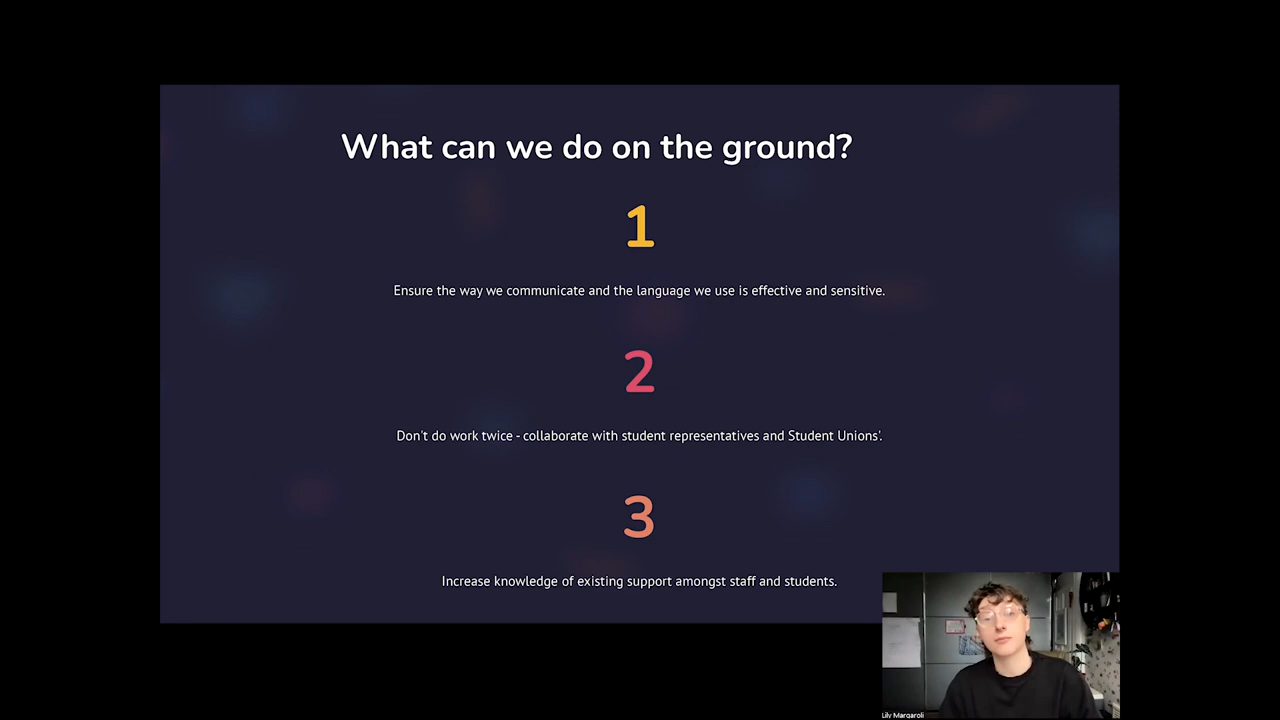 What can we do on the ground?
1
Ensure the way we communicate and the language we use is effective and sensitive.
2
Don't do work twice - collaborate with student representatives and Student Unions'.
3
Increase knowledge of existing support amongst staff and students.
Lily Margaroli